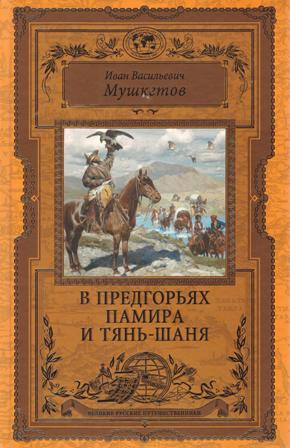 Иван Васильевич
Мушкетов
В ПРЕДГОРЬЯХ
ПАМИРА
И ТЯНЬ-ШАНЯ
ВЕЛИКИЕ РУССКИЕ ПУТЕШЕСТВЕННИКИ